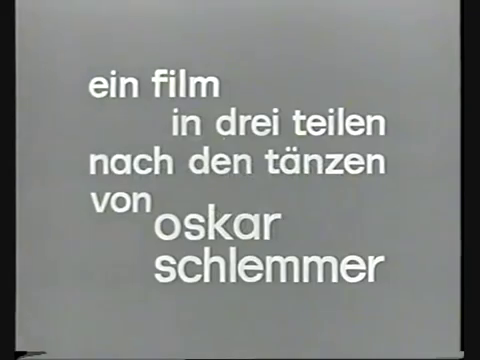 ein film
in drei teilen
nach den tänzen
von
oskar
schlemmer